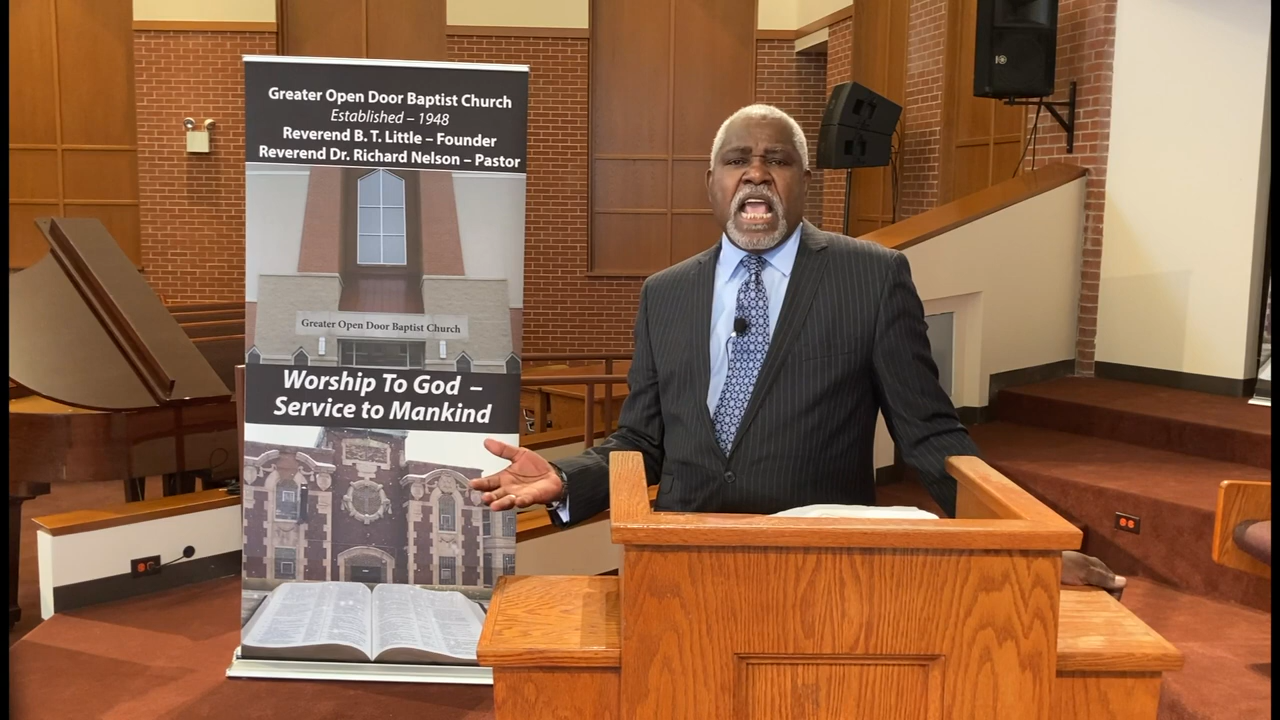 Greater Open Door Baptist Church
Established – 1948
Reverend B. T. Little – Founder
Reverend Dr. Richard Nelson – Pastor
Greater Open Door Baptist Church
Worship To God –
Service to Mankind